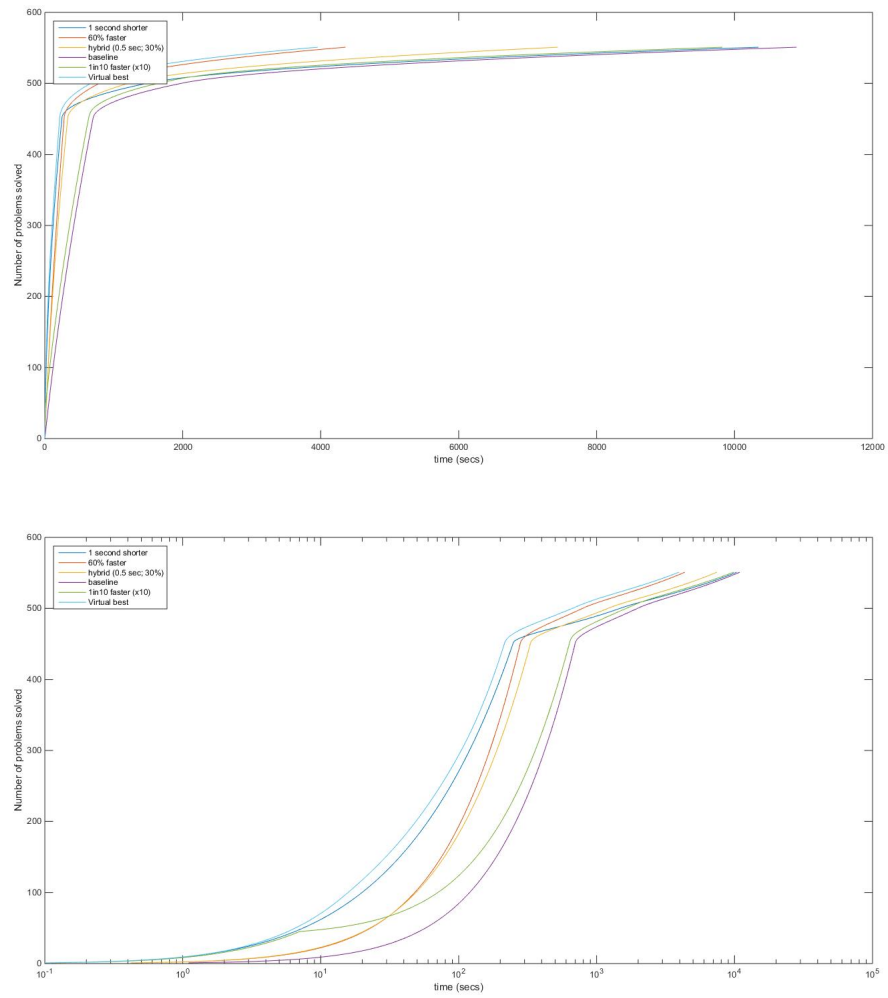 600
500
400
300
200
100
0
Number of problems solved
1 second shorter
60% faster
hybrid (0.5 sec; 30%)
baseline
1in10 faster (x10)
Virtual best
0 2000 4000 6000 8000 10000 12000
time (secs)
600
500
400
300
200
100
0
Number of problems solved
1 second shorter
60% faster
hybrid (0.5 sec; 30%)
baseline
1in10 faster (x10)
Virtual best
10-1 100 101 102 103 104 105
time (secs)